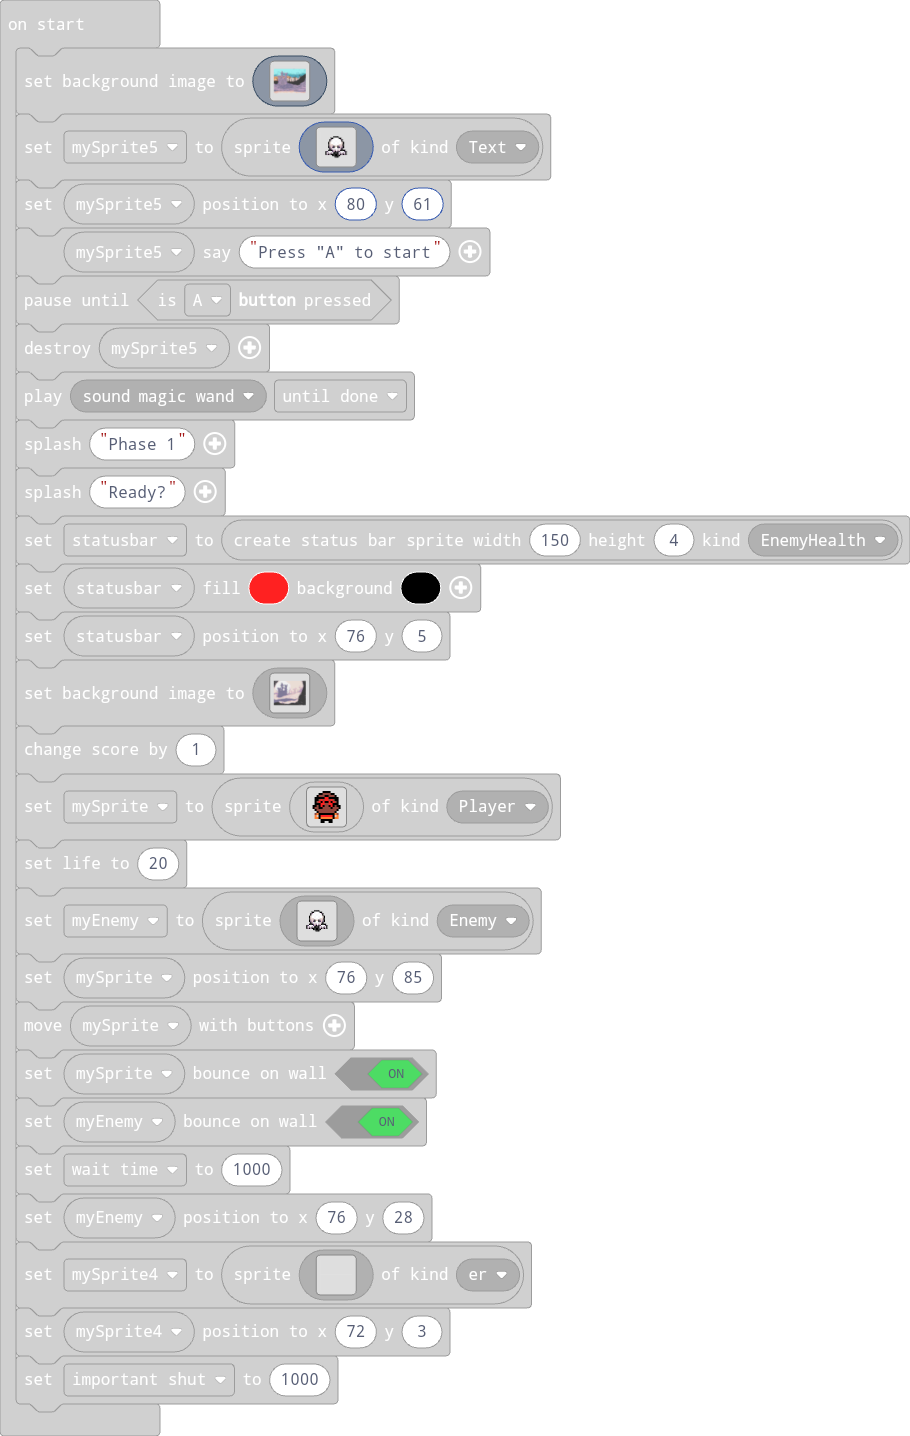 on start
set background image to
set mySprite5 to sprite of kind Text
set mySprite5 position to x 80 y 61
mySprite5 say "Press "A" to start"
pause until is A button pressed
destroy mySprite5
play sound magic wand until done
splash "Phase 1"
splash "Ready?"
set statusbar to create status bar sprite width 150 height 4 kind EnemyHealth
set statusbar fill background
set statusbar position to x 76 y 5
set background image to
change score by 1
set mySprite to sprite of kind Player
set life to 20
set myEnemy to sprite of kind Enemy
set mySprite position to x 76 y 85
move mySprite with buttons
set mySprite bounce on wall ON
set myEnemy bounce on wall ON
set wait time to 1000
set myEnemy position to x 76 y 28
set mySprite4 to sprite of kind er
set mySprite4 position to x 72 y 3
set important shut to 1000